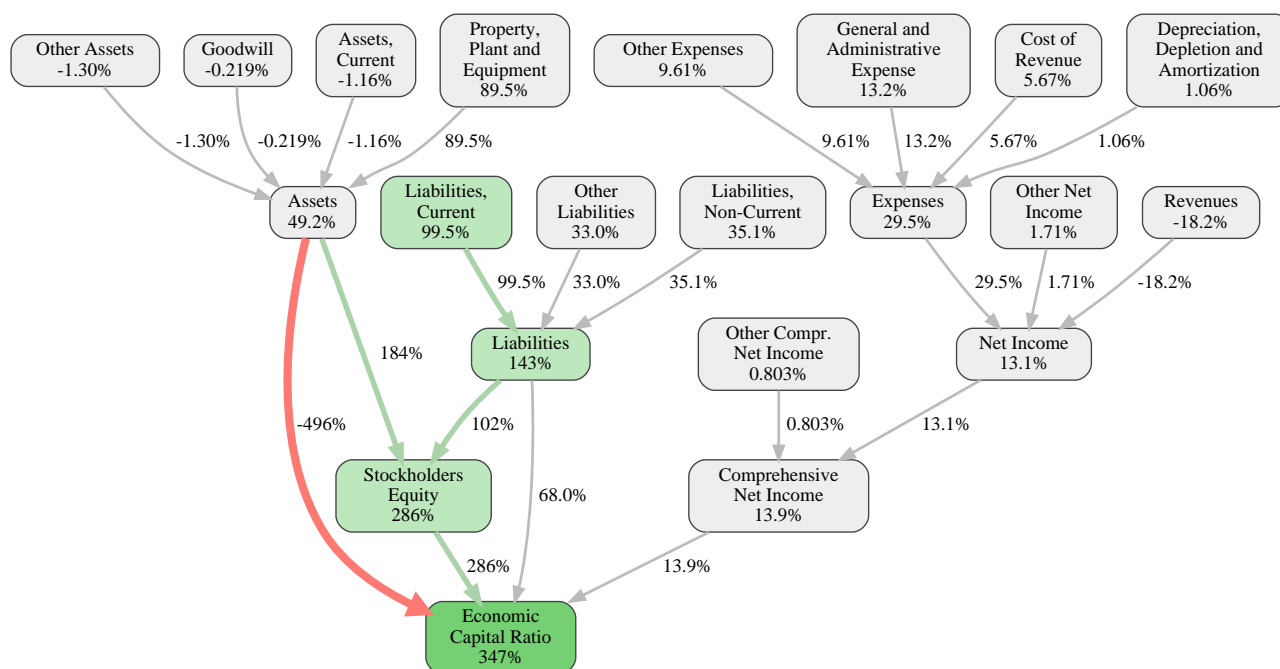 Other Assets
-1.30%
Goodwill
-0.219%
Assets,
Current
-1.16%
Property,
Plant and
Equipment
89.5%
Other Expenses
9.61%
General and
Administrative
Expense
13.2%
Cost of
Revenue
5.67%
Depreciation,
Depletion and
Amortization
1.06%
-1.30%
-0.219%
-1.16%
89.5%
9.61%
13.2%
5.67%
1.06%
Assets
49.2%
Liabilities,
Current
99.5%
Other
Liabilities
33.0%
Liabilities,
Non-Current
35.1%
Expenses
29.5%
Other Net
Income
1.71%
Revenues
-18.2%
99.5%
33.0%
35.1%
29.5%
1.71%
-18.2%
Liabilities
143%
Other Compr.
Net Income
0.803%
Net Income
13.1%
184%
-496%
102%
0.803%
13.1%
Stockholders
Equity
286%
68.0%
Comprehensive
Net Income
13.9%
286%
13.9%
Economic
Capital Ratio
347%